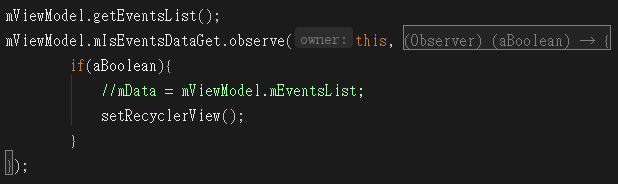 mViewModel.getEventsList();
mViewModel.mIsEventsDataGet.observe( owner: this, (Observer) (aBoolean) → {
if(aBoolean){
//mData = mViewModel.mEventsList;
setRecyclerView();
}
});